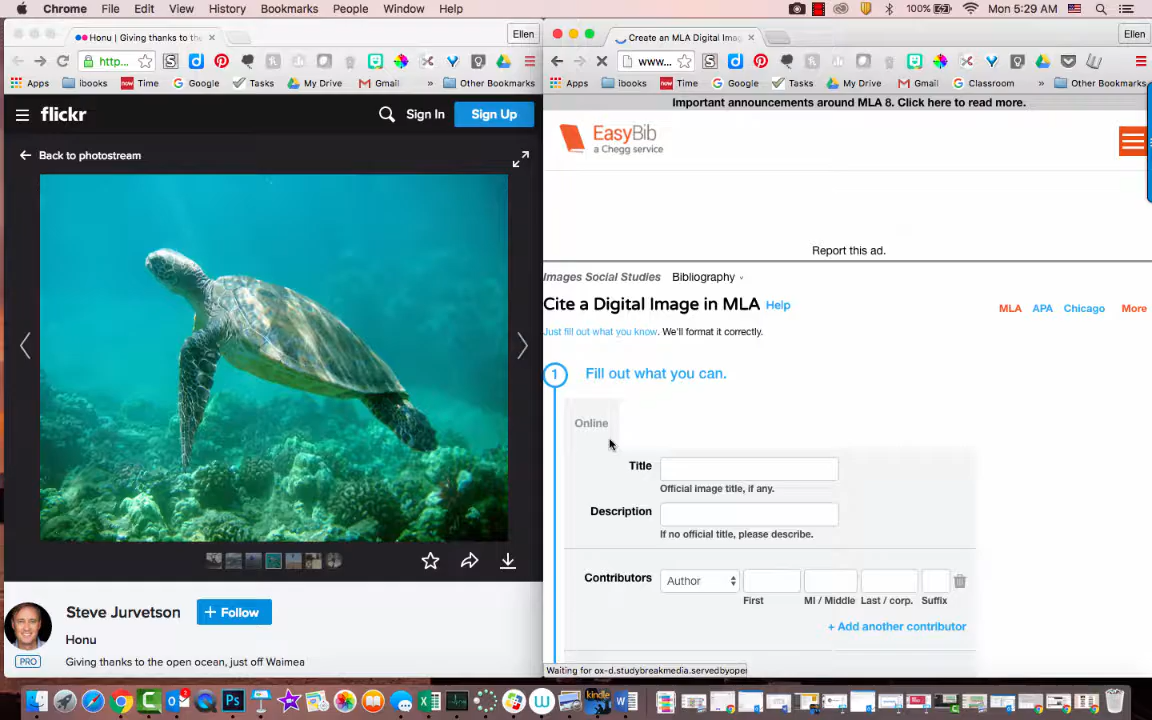 Chrome File Edit View History Bookmarks People Window Help 100% Mon 5:29 AM
Honu | Giving thanks to th Ellen
http...
Apps ibooks Time Google Tasks My Drive Gmail » Other Bookmarks
flickr Sign In Sign Up
Back to photostream
Steve Jurvetson + Follow
Honu
PRO Giving thanks to the open ocean, just off Waimea
Create an MLA Digital Imag Ellen
www...
Apps ibooks Time Google Tasks My Drive Gmail Classroom » Other Bookmarks
Important announcements around MLA 8. Click here to read more.
EasyBib
a Chegg service
Report this ad.
Images Social Studies Bibliography
Cite a Digital Image in MLA Help MLA APA Chicago More
Just fill out what you know. We'll format it correctly.
1 Fill out what you can.
Online
Title
Official image title, if any.
Description
If no official title, please describe.
Contributors Author
First MI / Middle Last / corp. Suffix
+ Add another contributor
Waiting for ox-d.studybreakmedia.servedbyope